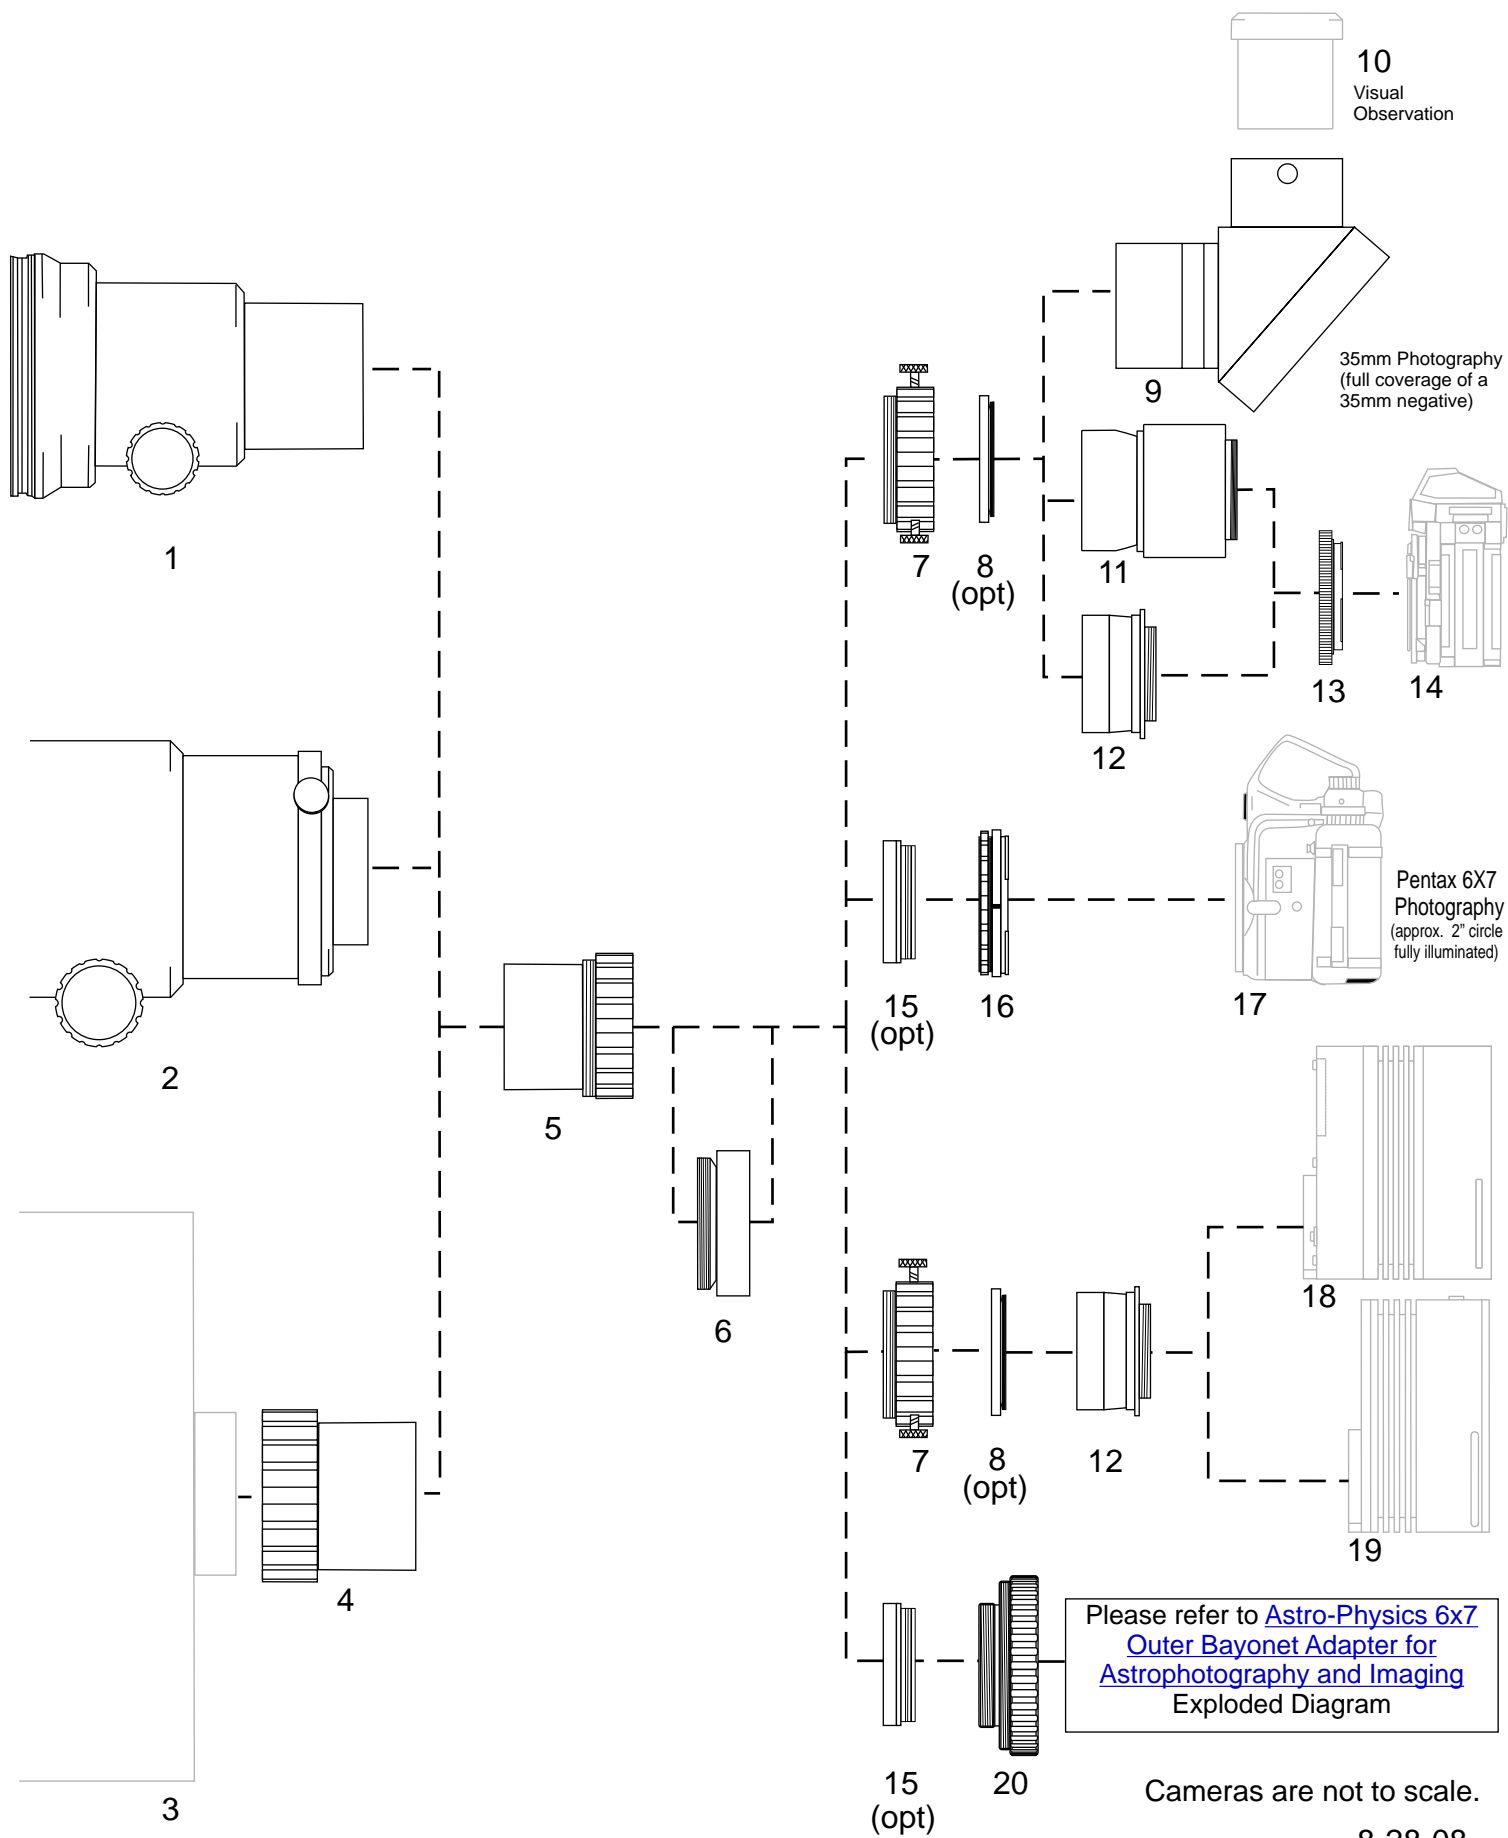 10
Visual
Observation
35mm Photography
(full coverage of a
35mm negative)
9
1
7
8
(opt)
11
13
14
12
2
Pentax 6X7
Photography
(approx. 2” circle
fully illuminated)
15
(opt)
16
17
5
6
18
7
8
(opt)
12
19
4
Please refer to Astro-Physics 6x7
Outer Bayonet Adapter for
Astrophotography and Imaging
Exploded Diagram
3
15
(opt)
20
Cameras are not to scale.
8-28-08